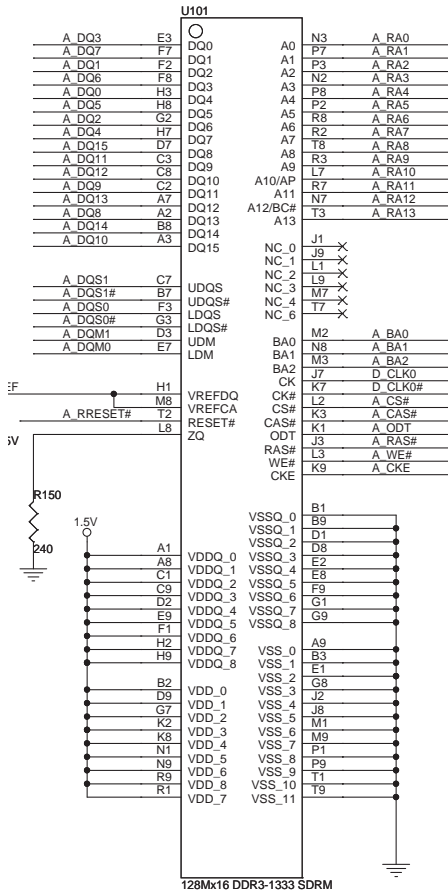 U101
A_DQ3 E3 DQ0 A0 N3 A_RA0
A_DQ7 F7 DQ1 A1 P7 A_RA1
A_DQ1 F2 DQ2 A2 P3 A_RA2
A_DQ6 F8 DQ3 A3 N2 A_RA3
A_DQ0 H3 DQ4 A4 P8 A_RA4
A_DQ5 H8 DQ5 A5 P2 A_RA5
A_DQ2 G2 DQ6 A6 R8 A_RA6
A_DQ4 H7 DQ7 A7 R2 A_RA7
A_DQ15 D7 DQ8 A8 T8 A_RA8
A_DQ11 C3 DQ9 A9 R3 A_RA9
A_DQ12 C8 DQ10 A10/AP L7 A_RA10
A_DQ9 C2 DQ11 A11 R7 A_RA11
A_DQ13 A7 DQ12 A12/BC# N7 A_RA12
A_DQ8 A2 DQ13 A13 T3 A_RA13
A_DQ14 B8 DQ14
A_DQ10 A3 DQ15
NC_0 J1
NC_1 J9
NC_2 L1
NC_3 L9
NC_4 M7
NC_6 T7
A_DQS1 C7 UDQS
A_DQS1# B7 UDQS#
A_DQS0 F3 LDQS
A_DQS0# G3 LDQS#
A_DQM1 D3 UDM
A_DQM0 E7 LDM
BA0 M2 A_BA0
BA1 N8 A_BA1
BA2 M3 A_BA2
CK J7 D_CLK0
CK# K7 D_CLK0#
CS# L2 A_CS#
CAS# K3 A_CAS#
ODT K1 A_ODT
RAS# J3 A_RAS#
WE# L3 A_WE#
CKE K9 A_CKE
EF H1 VREFDQ
M8 VREFCA
A_RRESET# T2 RESET#
5V L8 ZQ
R150
240
1.5V
A1 VDDQ_0
A8 VDDQ_1
C1 VDDQ_2
C9 VDDQ_3
D2 VDDQ_4
E9 VDDQ_5
F1 VDDQ_6
H2 VDDQ_7
H9 VDDQ_8
B2 VDD_0
D9 VDD_1
G7 VDD_2
K2 VDD_3
K8 VDD_4
N1 VDD_5
N9 VDD_6
R9 VDD_8
R1 VDD_7
VSSQ_0 B1
VSSQ_1 B9
VSSQ_2 D1
VSSQ_3 D8
VSSQ_4 E2
VSSQ_5 E8
VSSQ_6 F9
VSSQ_7 G1
VSSQ_8 G9
VSS_0 A9
VSS_1 B3
VSS_2 E1
VSS_3 G8
VSS_4 J2
VSS_5 J8
VSS_6 M1
VSS_7 M9
VSS_8 P1
VSS_9 P9
VSS_10 T1
VSS_11 T9
128Mx16 DDR3-1333 SDRM